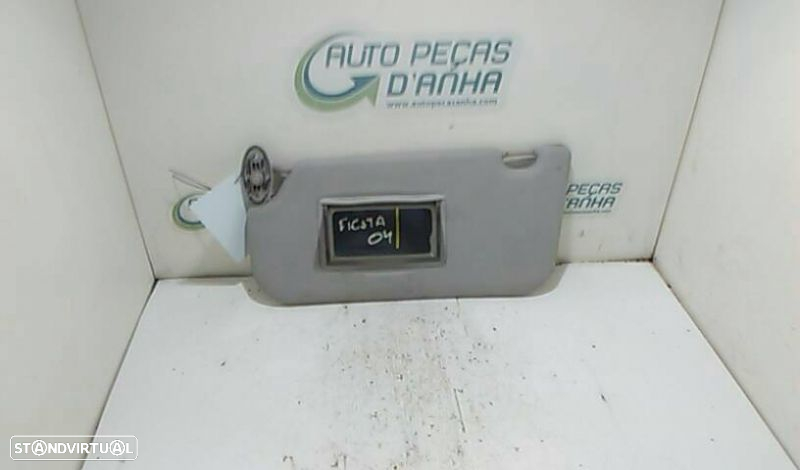 AUTO PEÇAS
D'ANHA
www.autopecasanha.com
PEÇAS
'ANHA
FIESTA
04
STANDVIRTUAL